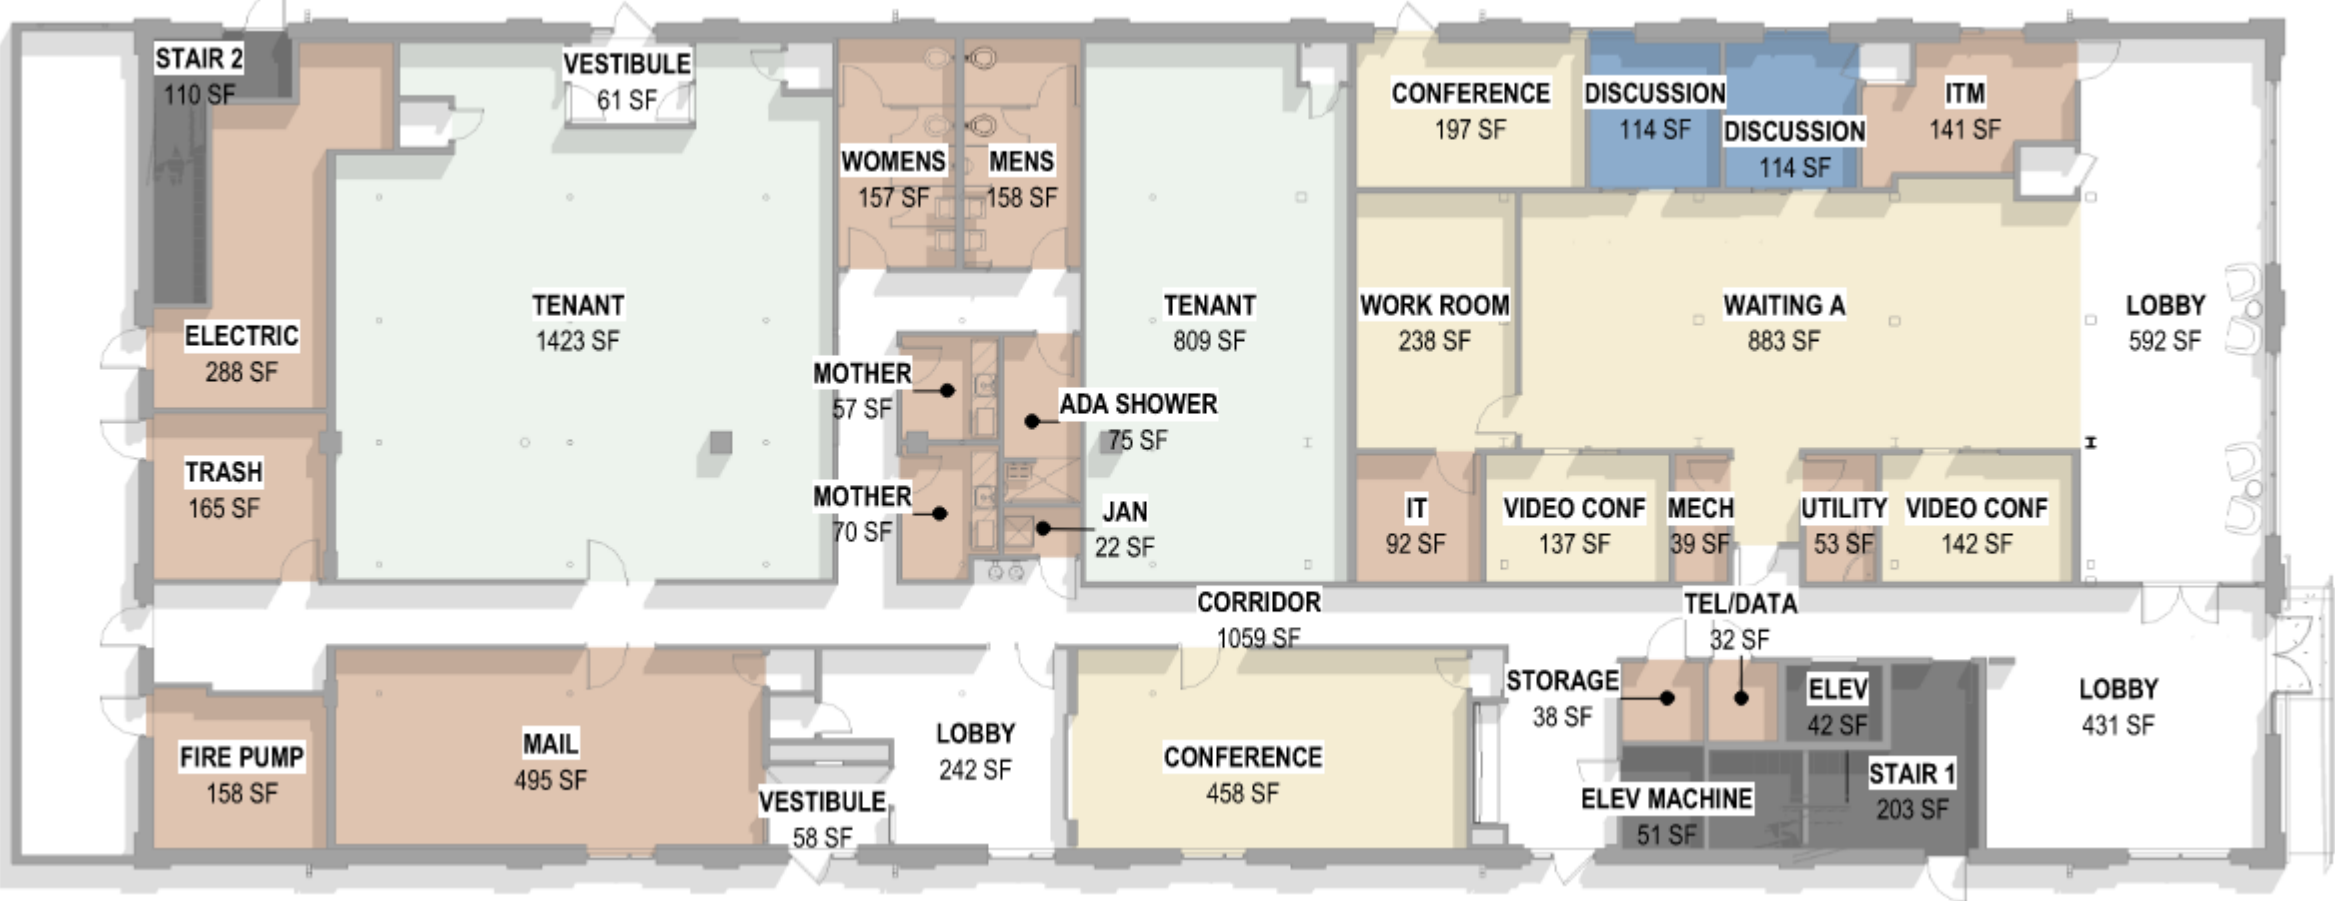 STAIR 2
110 SF
VESTIBULE
61 SF
CONFERENCE
197 SF
DISCUSSION
114 SF
DISCUSSION
114 SF
ITM
141 SF
WOMENS
157 SF
MENS
158 SF
ELECTRIC
288 SF
TENANT
1423 SF
TENANT
809 SF
WORK ROOM
238 SF
WAITING A
883 SF
LOBBY
592 SF
MOTHER
57 SF
ADA SHOWER
75 SF
TRASH
165 SF
MOTHER
70 SF
JAN
22 SF
IT
92 SF
VIDEO CONF
137 SF
MECH
39 SF
UTILITY
53 SF
VIDEO CONF
142 SF
CORRIDOR
1059 SF
TEL/DATA
32 SF
STORAGE
38 SF
ELEV
42 SF
LOBBY
431 SF
FIRE PUMP
158 SF
MAIL
495 SF
LOBBY
242 SF
CONFERENCE
458 SF
VESTIBULE
58 SF
ELEV MACHINE
51 SF
STAIR 1
203 SF